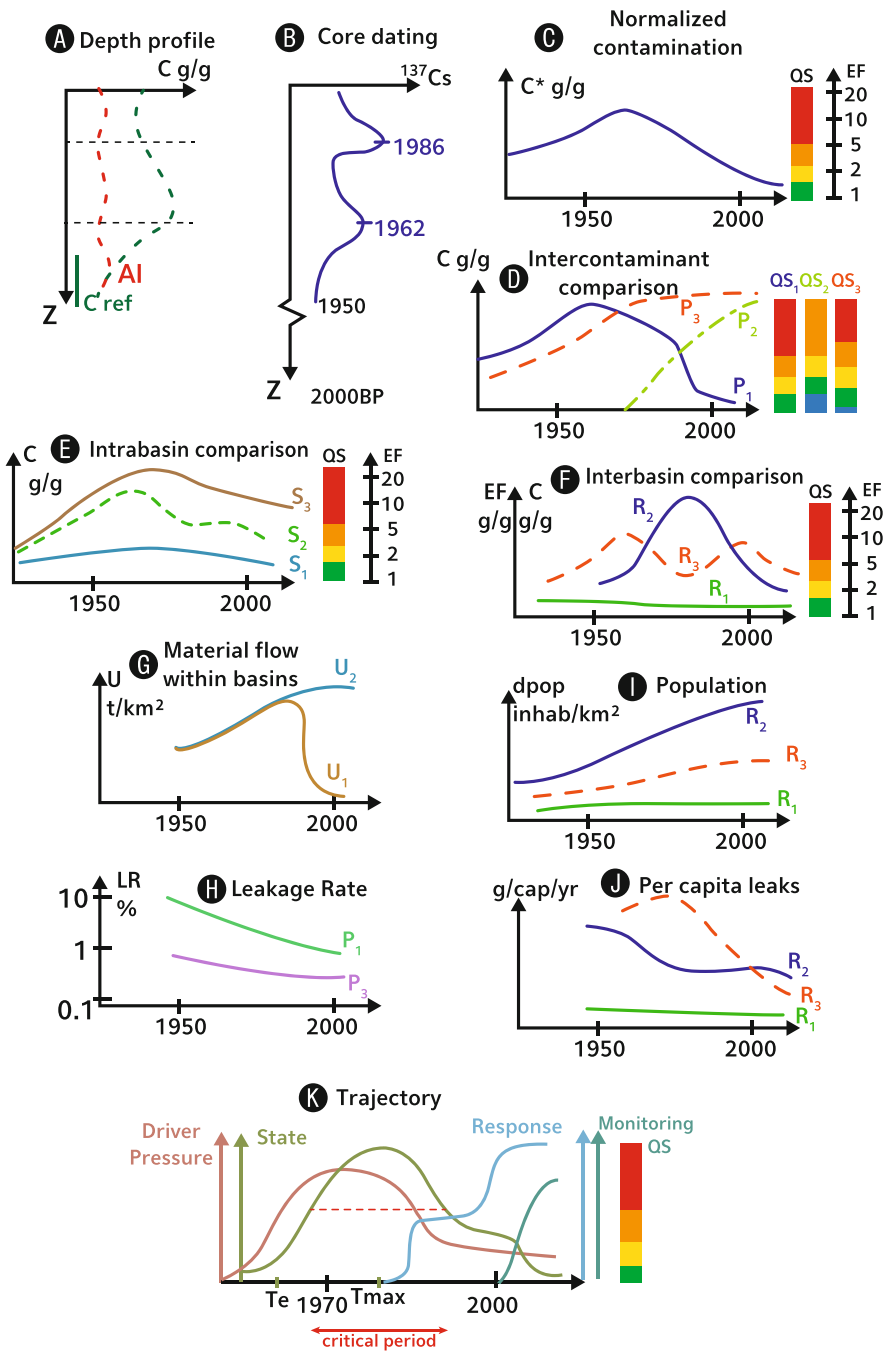 A Depth profile
C g/g
Al
C ref
Z
B Core dating
137Cs
1986
1962
1950
Z
2000BP
C Normalized
contamination
C* g/g
QS
EF
20
10
5
2
1
1950
2000
D Intercontaminant
comparison
C g/g
P3
P2
P1
QS1 QS2 QS3
1950
2000
E Intrabasin comparison
C
g/g
S3
S2
S1
QS
EF
20
10
5
2
1
1950
2000
F Interbasin comparison
EF C
g/g g/g
R2
R3
R1
QS
EF
20
10
5
2
1
1950
2000
G Material flow
within basins
U
t/km2
U2
U1
1950
2000
I Population
dpop
inhab/km2
R2
R3
R1
1950
2000
H Leakage Rate
LR
%
10
1
0.1
P1
P3
1950
2000
J Per capita leaks
g/cap/yr
R2
R3
R1
1950
2000
K Trajectory
Driver
Pressure
State
Response
Monitoring
QS
Te
1970
Tmax
2000
critical period